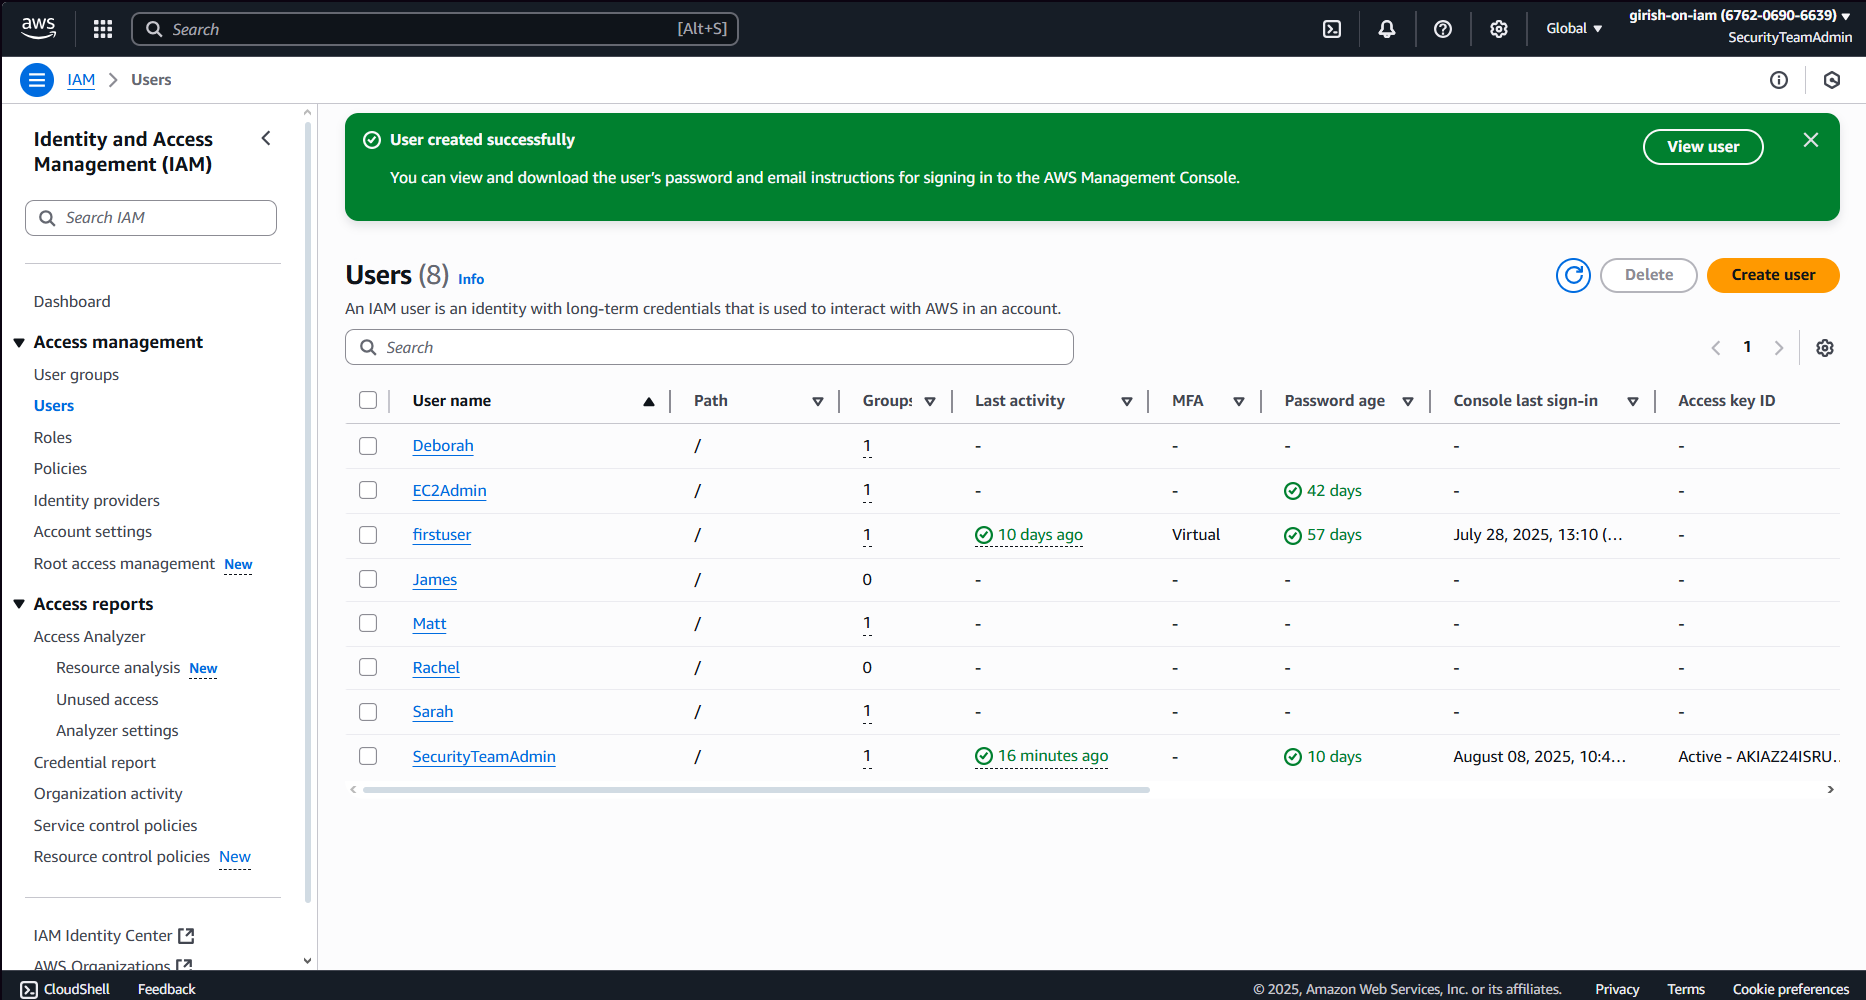 aws
Search
[Alt+S]
Global
girish-on-iam (6762-0690-6639)
SecurityTeamAdmin
IAM
Users
Identity and Access
Management (IAM)
Search IAM
Dashboard
Access management
User groups
Users
Roles
Policies
Identity providers
Account settings
Root access management New
Access reports
Access Analyzer
Resource analysis New
Unused access
Analyzer settings
Credential report
Organization activity
Service control policies
Resource control policies New
IAM Identity Center
AWS Organizations
User created successfully
You can view and download the user's password and email instructions for signing in to the AWS Management Console.
View user
Users (8) Info
An IAM user is an identity with long-term credentials that is used to interact with AWS in an account.
Delete
Create user
Search
1
User name Path Groups Last activity MFA Password age Console last sign-in Access key ID
Deborah / 1 - - - - -
EC2Admin / 1 - - 42 days - -
firstuser / 1 10 days ago Virtual 57 days July 28, 2025, 13:10 (... -
James / 0 - - - - -
Matt / 1 - - - - -
Rachel / 0 - - - - -
Sarah / 1 - - - - -
SecurityTeamAdmin / 1 16 minutes ago - 10 days August 08, 2025, 10:4... Active - AKIAZ24ISRU...
CloudShell
Feedback
© 2025, Amazon Web Services, Inc. or its affiliates.
Privacy
Terms
Cookie preferences